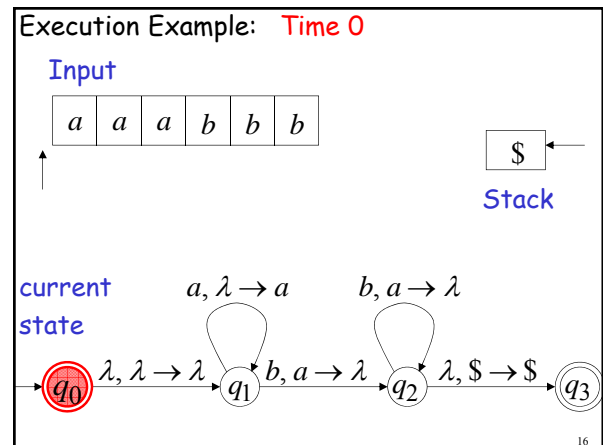 Execution Example: Time 0
Input
a a a b b b
$
Stack
current
state
a, λ → a
b, a → λ
q0 λ, λ → λ q1 b, a → λ q2 λ, $ → $ q3
16